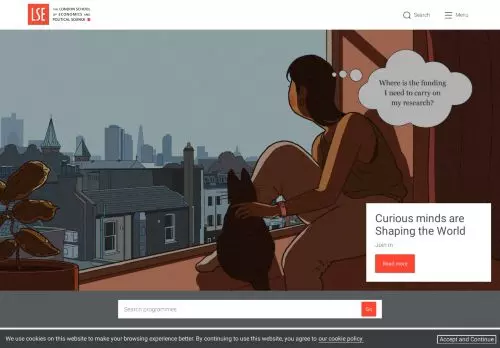 LSE
THE LONDON SCHOOL
OF ECONOMICS AND
POLITICAL SCIENCE
Search
Menu
Where is the funding
I need to carry on
my research?
Curious minds are
Shaping the World
Join in
Read more
Search programmes
Go
We use cookies on this website to make your browsing experience better. By continuing to use this website, you agree to our cookie policy.
Accept and Continue